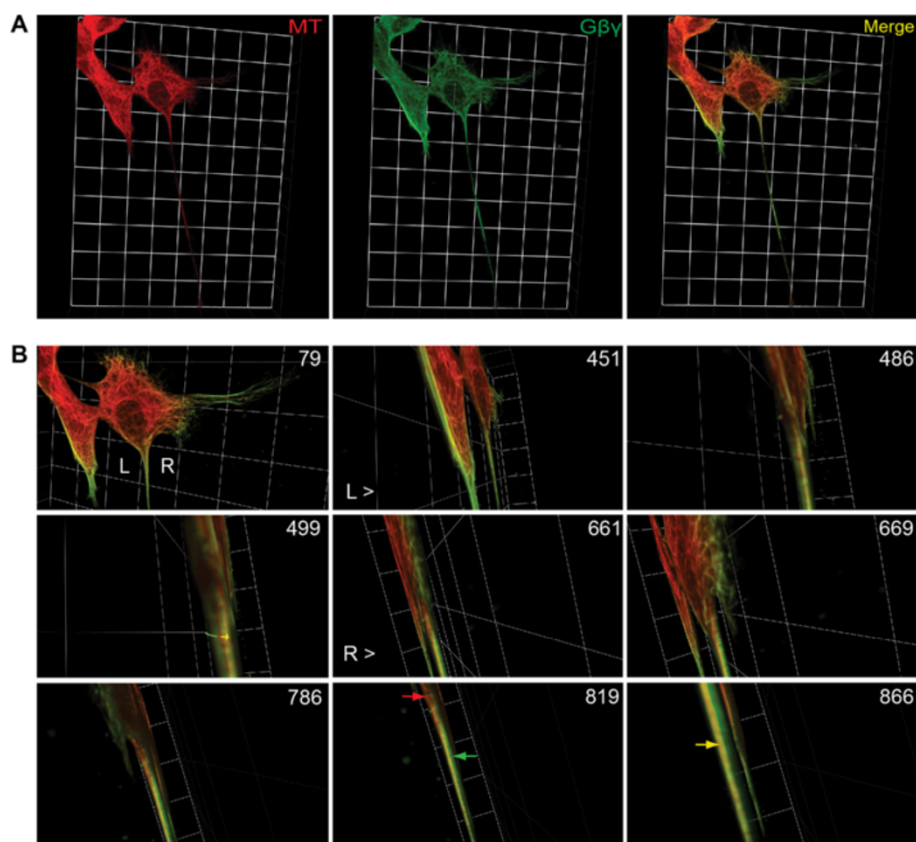 A MT Gβγ Merge
B 79 451 486
L R L >
499 661 669
R >
786 819 866